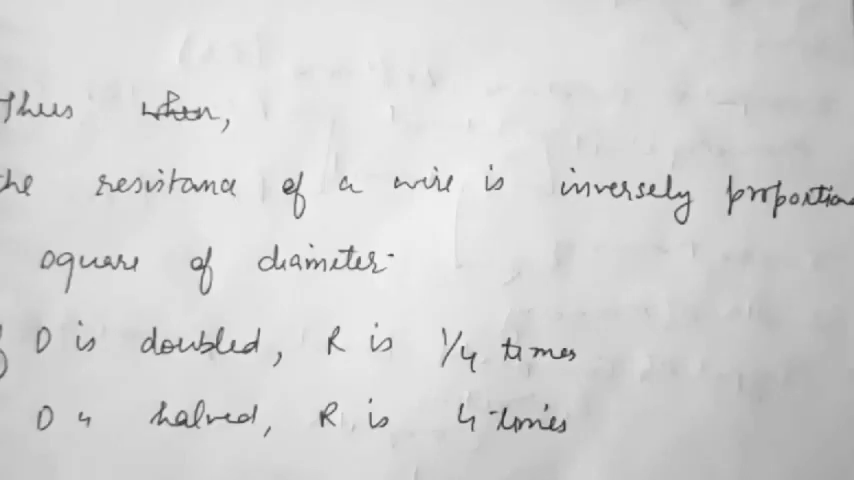 Thus when,
the resistance of a wire is inversely proportion
square of diameter.
D is doubled, R is 1/4 times
D is halved, R is 4 times